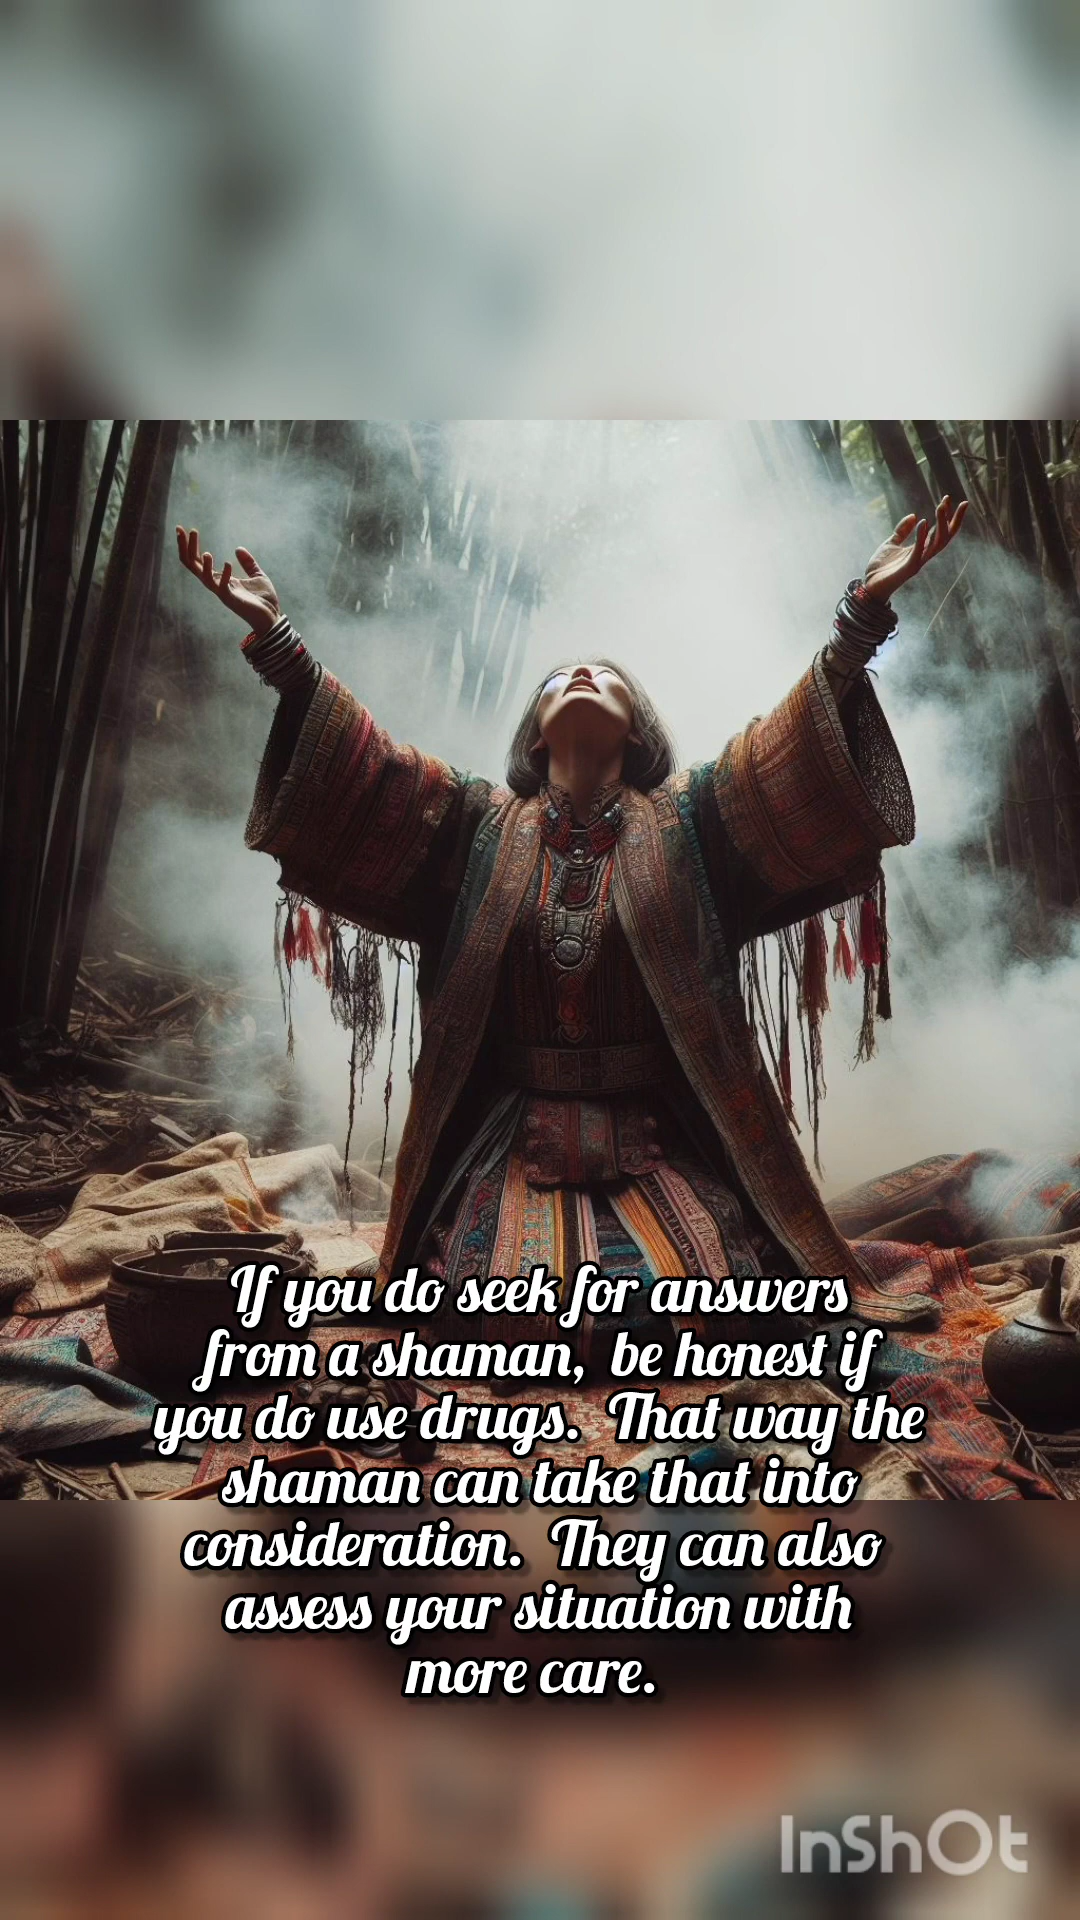 If you do seek for answers
from a shaman, be honest if
you do use drugs. That way the
shaman can take that into
consideration. They can also
assess your situation with
more care.
InShOt